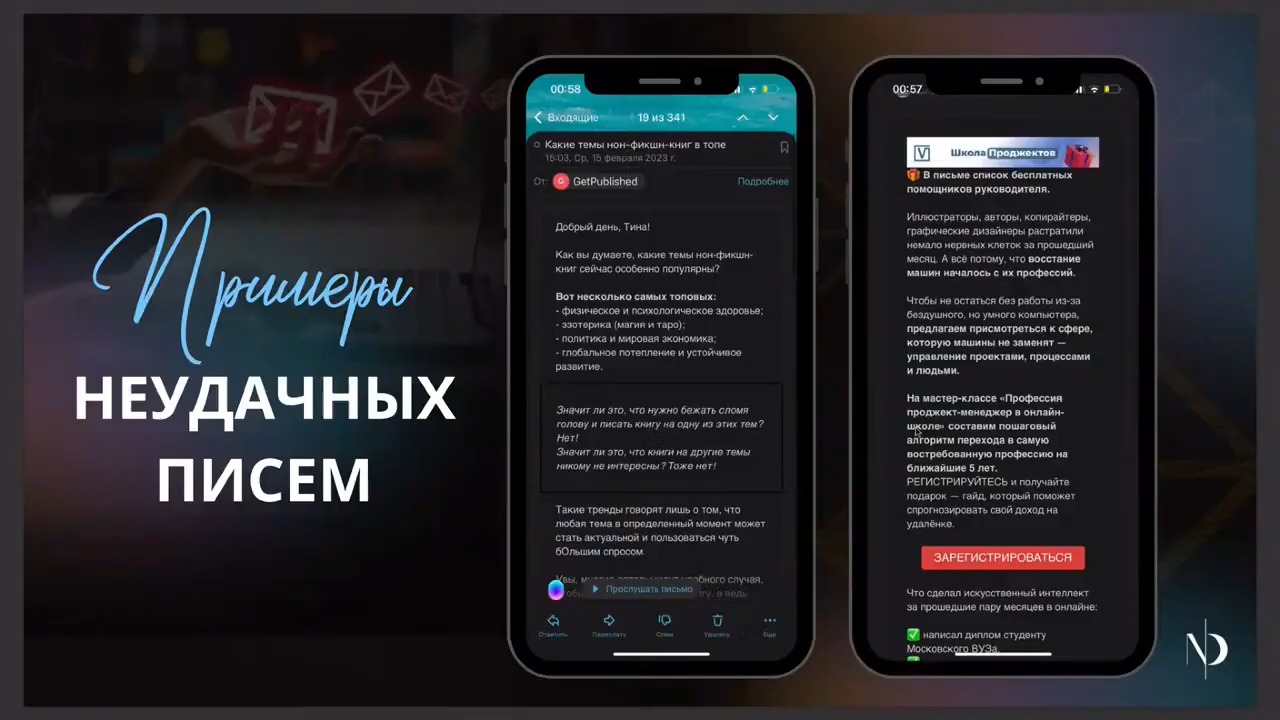 Примеры
НЕУДАЧНЫХ
ПИСЕМ
00:58
Входящие
19 из 341
Какие темы нон-фикшн-книг в топе
15:03, Ср, 15 февраля 2023 г.
От: G GetPublished Подробнее
Добрый день, Тина!
Как вы думаете, какие темы нон-фикшн-
книг сейчас особенно популярны?
Вот несколько самых топовых:
- физическое и психологическое здоровье;
- эзотерика (магия и таро);
- политика и мировая экономика;
- глобальное потепление и устойчивое
развитие.
Значит ли это, что нужно бежать сломя
голову и писать книгу на одну из этих тем?
Нет!
Значит ли это, что книги на другие темы
никому не интересны? Тоже нет!
Такие тренды говорят лишь о том, что
любая тема в определенный момент может
стать актуальной и пользоваться чуть
бОльшим спросом.
Увы, случая,
Прослушать письмо
а ведь
Ответить Переслать Спам Удалить Еще
00:57
V Школа Проджектов
🎁 В письме список бесплатных
помощников руководителя.
Иллюстраторы, авторы, копирайтеры,
графические дизайнеры растратили
немало нервных клеток за прошедший
месяц. А всё потому, что восстание
машин началось с их профессий.
Чтобы не остаться без работы из-за
бездушного, но умного компьютера,
предлагаем присмотреться к сфере,
которую машины не заменят —
управление проектами, процессами
и людьми.
На мастер-классе «Профессия
проджект-менеджер в онлайн-
школе» составим пошаговый
алгоритм перехода в самую
востребованную профессию на
ближайшие 5 лет.
РЕГИСТРИРУЙТЕСЬ и получайте
подарок — гайд, который поможет
спрогнозировать свой доход на
удалёнке.
ЗАРЕГИСТРИРОВАТЬСЯ
Что сделал искусственный интеллект
за прошедшие пару месяцев в онлайне:
✅ написал диплом студенту
Московского ВУЗа.